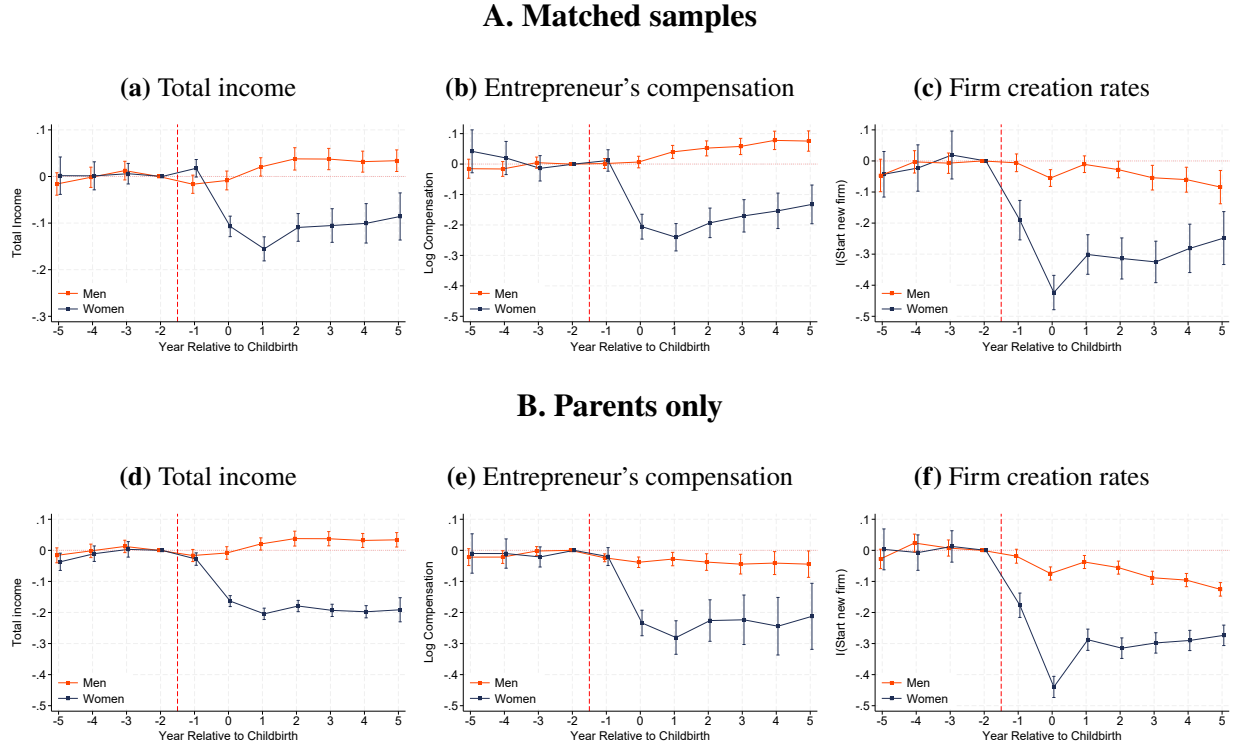 A. Matched samples
(a) Total income
(b) Entrepreneur's compensation
(c) Firm creation rates
.1
0
-.1
-.2
-.3
Total Income
Men
Women
-5 -4 -3 -2 -1 0 1 2 3 4 5
Year Relative to Childbirth
.1
0
-.1
-.2
-.3
-.4
-.5
Log Compensation
Men
Women
-5 -4 -3 -2 -1 0 1 2 3 4 5
Year Relative to Childbirth
.1
0
-.1
-.2
-.3
-.4
-.5
I(Start new firm)
Men
Women
-5 -4 -3 -2 -1 0 1 2 3 4 5
Year Relative to Childbirth
B. Parents only
(d) Total income
(e) Entrepreneur's compensation
(f) Firm creation rates
.1
0
-.1
-.2
-.3
-.4
-.5
Total Income
Men
Women
-5 -4 -3 -2 -1 0 1 2 3 4 5
Year Relative to Childbirth
.1
0
-.1
-.2
-.3
-.4
-.5
Log Compensation
Men
Women
-5 -4 -3 -2 -1 0 1 2 3 4 5
Year Relative to Childbirth
.1
0
-.1
-.2
-.3
-.4
-.5
I(Start new firm)
Men
Women
-5 -4 -3 -2 -1 0 1 2 3 4 5
Year Relative to Childbirth